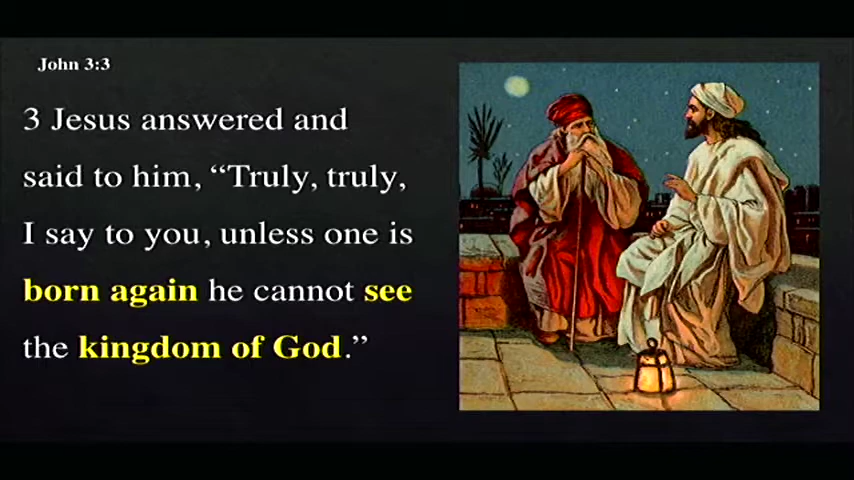 John 3:3
3 Jesus answered and
said to him, “Truly, truly,
I say to you, unless one is
born again he cannot see
the kingdom of God.”